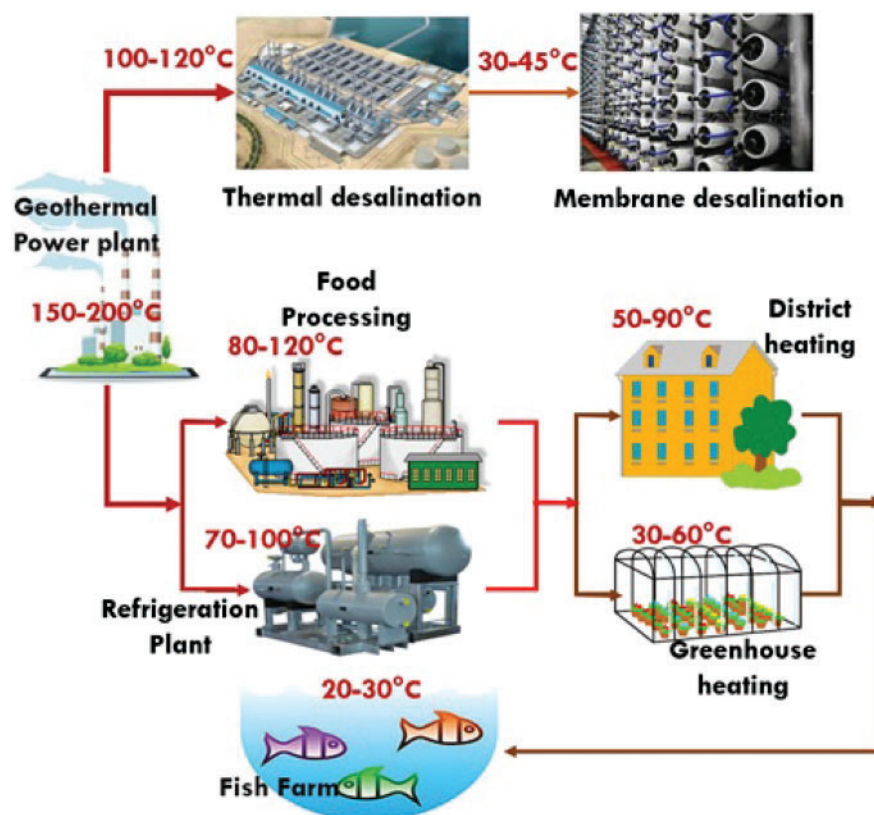 100-120°C
30-45°C
Thermal desalination
Membrane desalination
Geothermal
Power plant
150-200°C
Food
Processing
80-120°C
50-90°C
District
heating
70-100°C
Refrigeration
Plant
30-60°C
Greenhouse
heating
20-30°C
Fish Farm